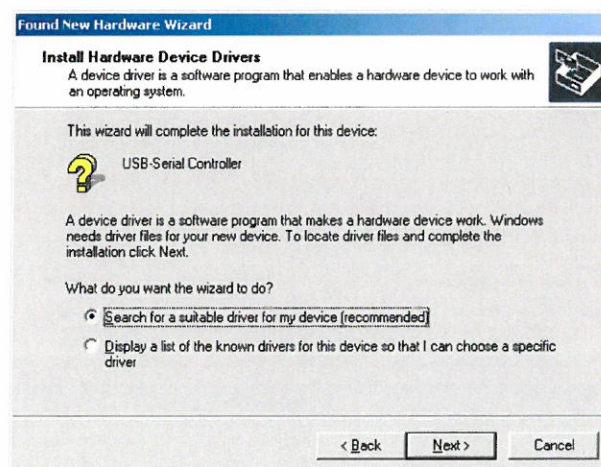 Found New Hardware Wizard
Install Hardware Device Drivers
A device driver is a software program that enables a hardware device to work with
an operating system.
This wizard will complete the installation for this device:
USB-Serial Controller
A device driver is a software program that makes a hardware device work. Windows
needs driver files for your new device. To locate driver files and complete the
installation click Next.
What do you want the wizard to do?
Search for a suitable driver for my device (recommended)
Display a list of the known drivers for this device so that I can choose a specific
driver
< Back
Next >
Cancel